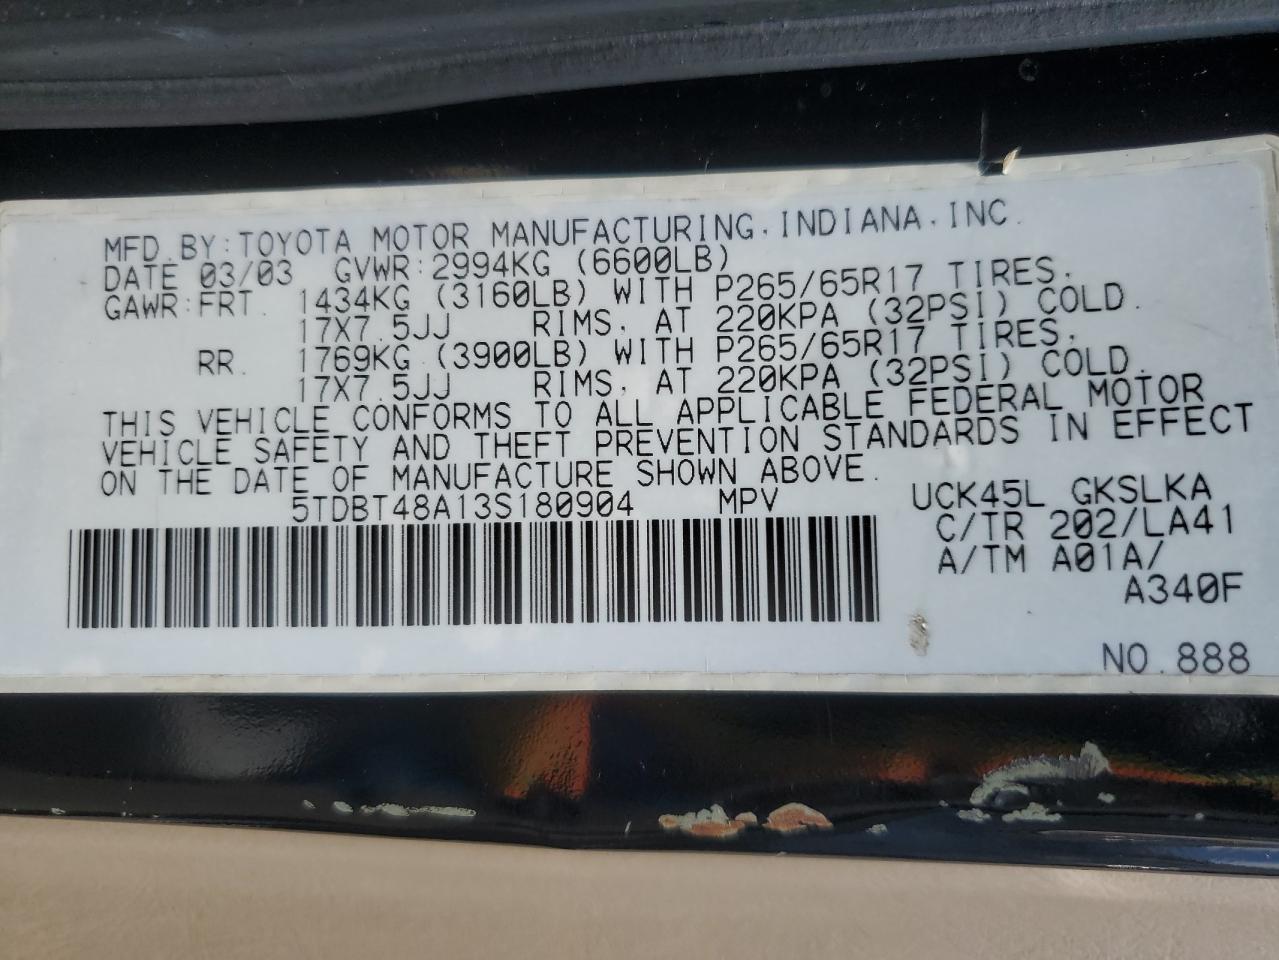 MFD. BY: TOYOTA MOTOR MANUFACTURING, INDIANA, INC.
DATE 03/03 GVWR: 2994KG (6600LB)
GAWR: FRT. 1434KG (3160LB) WITH P265/65R17 TIRES,
17X7.5JJ RIMS, AT 220KPA (32PSI) COLD.
RR. 1769KG (3900LB) WITH P265/65R17 TIRES,
17X7.5JJ RIMS, AT 220KPA (32PSI) COLD.
THIS VEHICLE CONFORMS TO ALL APPLICABLE FEDERAL MOTOR
VEHICLE SAFETY AND THEFT PREVENTION STANDARDS IN EFFECT
ON THE DATE OF MANUFACTURE SHOWN ABOVE.
5TDBT48A13S180904 MPV UCK45L GKSLKA
C/TR 202/LA41
A/TM A01A/
A340F
NO. 888